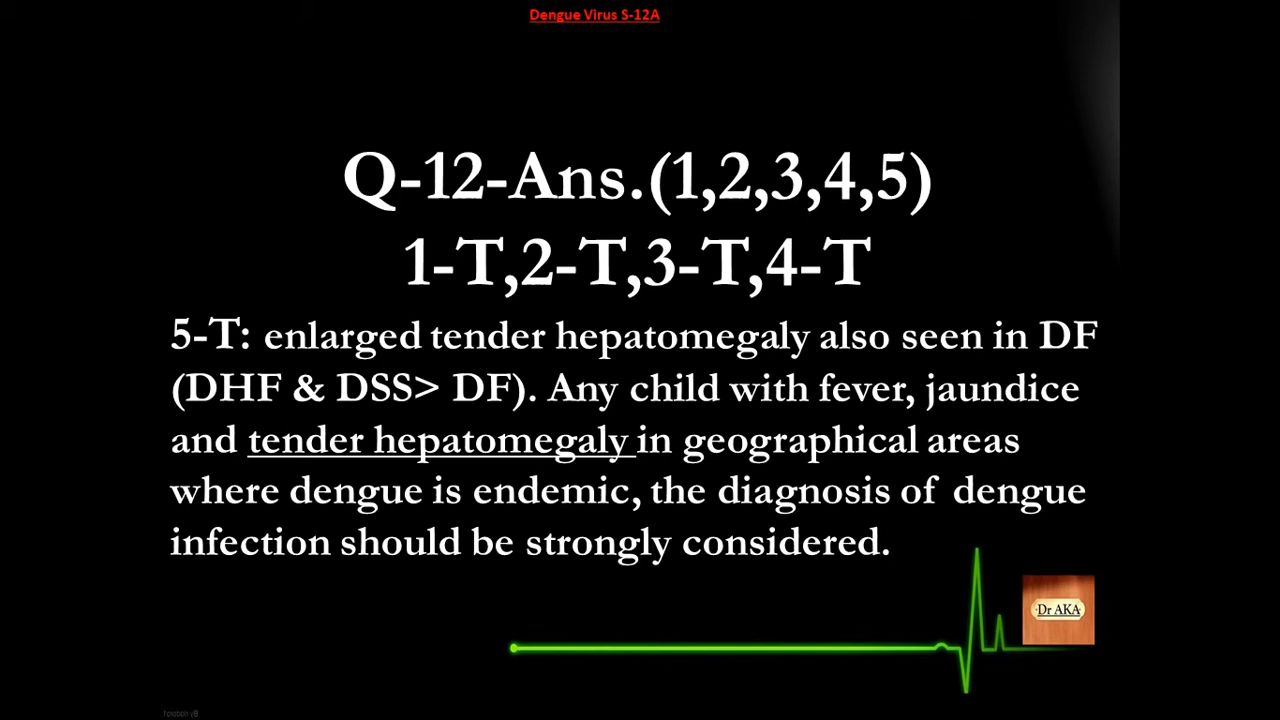 Dengue Virus S-12A
Q-12-Ans.(1,2,3,4,5)
1-T,2-T,3-T,4-T
5-T: enlarged tender hepatomegaly also seen in DF
(DHF & DSS> DF). Any child with fever, jaundice
and tender hepatomegaly in geographical areas
where dengue is endemic, the diagnosis of dengue
infection should be strongly considered.
Dr AKA